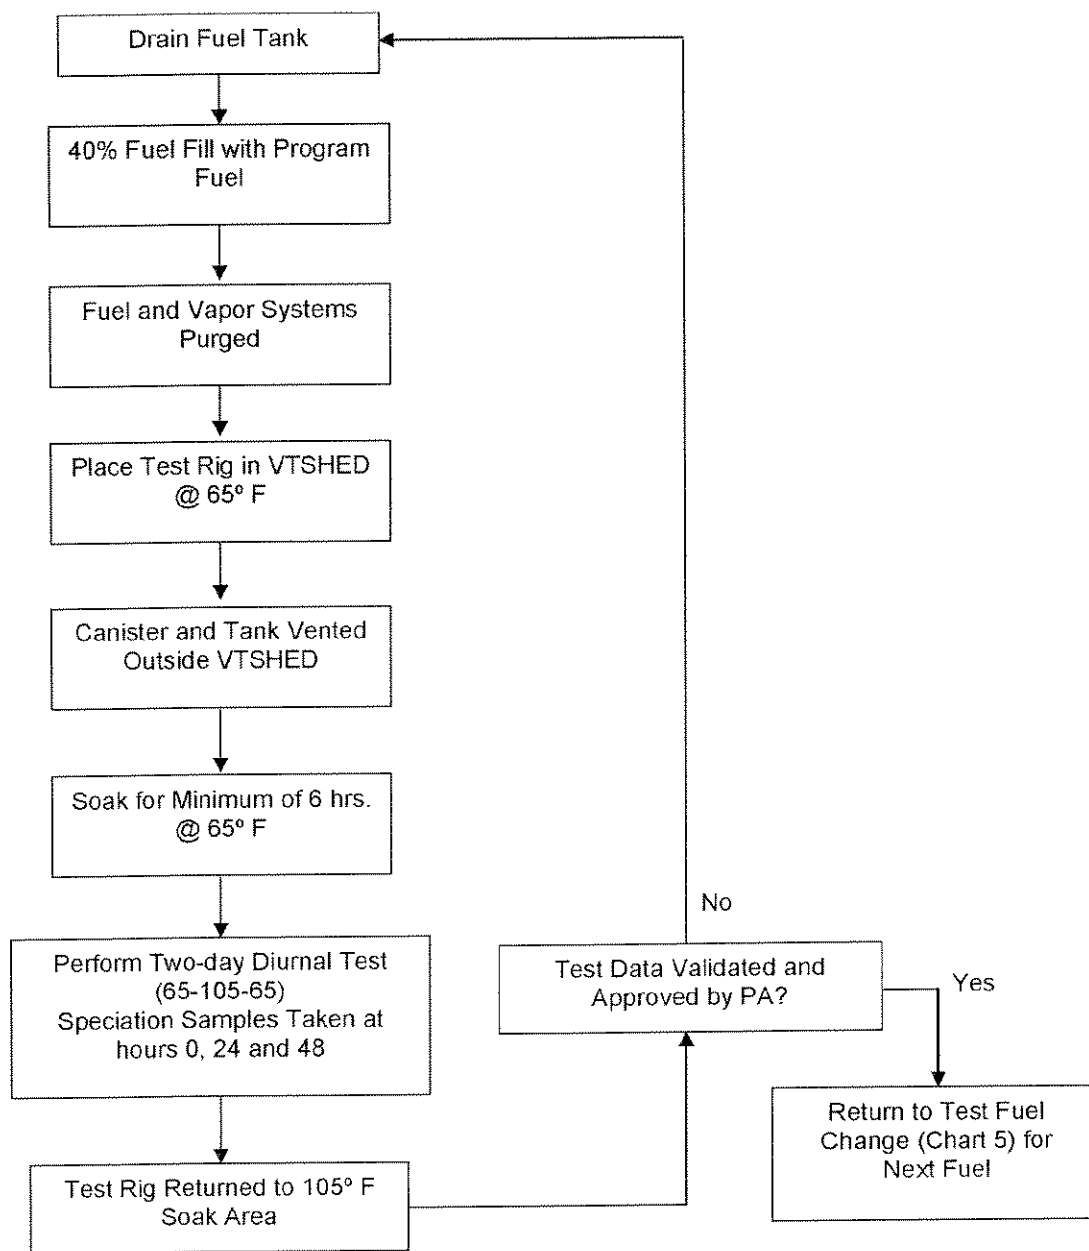 Drain Fuel Tank
40% Fuel Fill with Program
Fuel
Fuel and Vapor Systems
Purged
Place Test Rig in VTSHED
@ 65º F
Canister and Tank Vented
Outside VTSHED
Soak for Minimum of 6 hrs.
@ 65º F
Perform Two-day Diurnal Test
(65-105-65)
Speciation Samples Taken at
hours 0, 24 and 48
Test Rig Returned to 105º F
Soak Area
No
Test Data Validated and
Approved by PA?
Yes
Return to Test Fuel
Change (Chart 5) for
Next Fuel